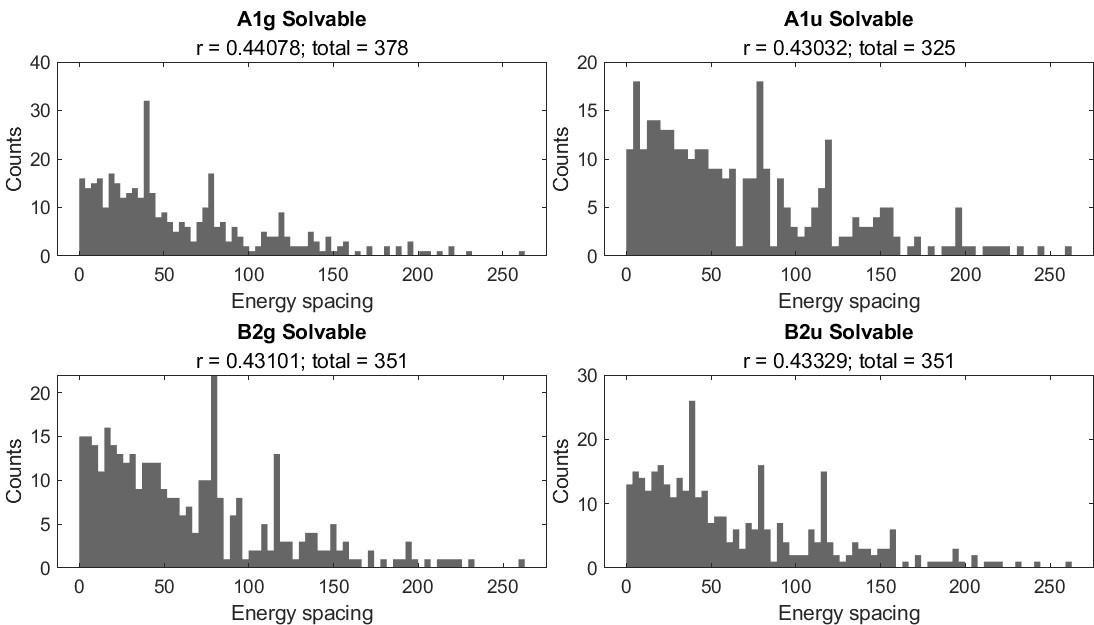 A1g Solvable
r = 0.44078; total = 378
40
30
20
10
0
Counts
0 50 100 150 200 250
Energy spacing
A1u Solvable
r = 0.43032; total = 325
20
15
10
5
0
Counts
0 50 100 150 200 250
Energy spacing
B2g Solvable
r = 0.43101; total = 351
20
15
10
5
0
Counts
0 50 100 150 200 250
Energy spacing
B2u Solvable
r = 0.43329; total = 351
30
20
10
0
Counts
0 50 100 150 200 250
Energy spacing